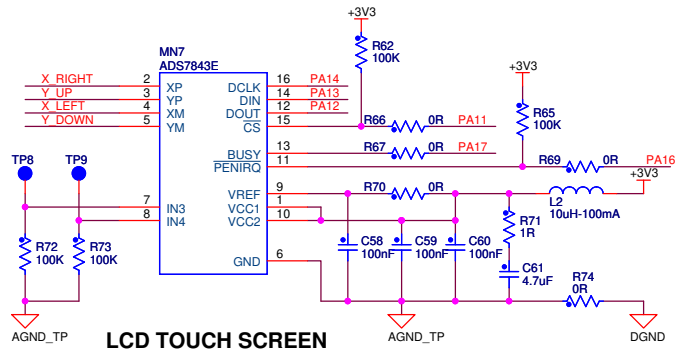 +3V3
MN7
ADS7843E
R62
100K
+3V3
X_RIGHT 2 XP DCLK 16 PA14
Y_UP 3 YP DIN 14 PA13
X_LEFT 4 XM DOUT 12 PA12
Y_DOWN 5 YM CS 15 R66 0R PA11
R65
100K
TP8 TP9 BUSY 13 R67 0R PA17
PENIRQ 11 R69 0R PA16
+3V3
7 IN3 VREF 9 R70 0R
8 IN4 VCC1 1
VCC2 10
L2
10uH-100mA
R71
1R
R72
100K
R73
100K
C58
100nF
C59
100nF
C60
100nF
GND 6
C61
4.7uF
R74
0R
AGND_TP
LCD TOUCH SCREEN
AGND_TP
DGND